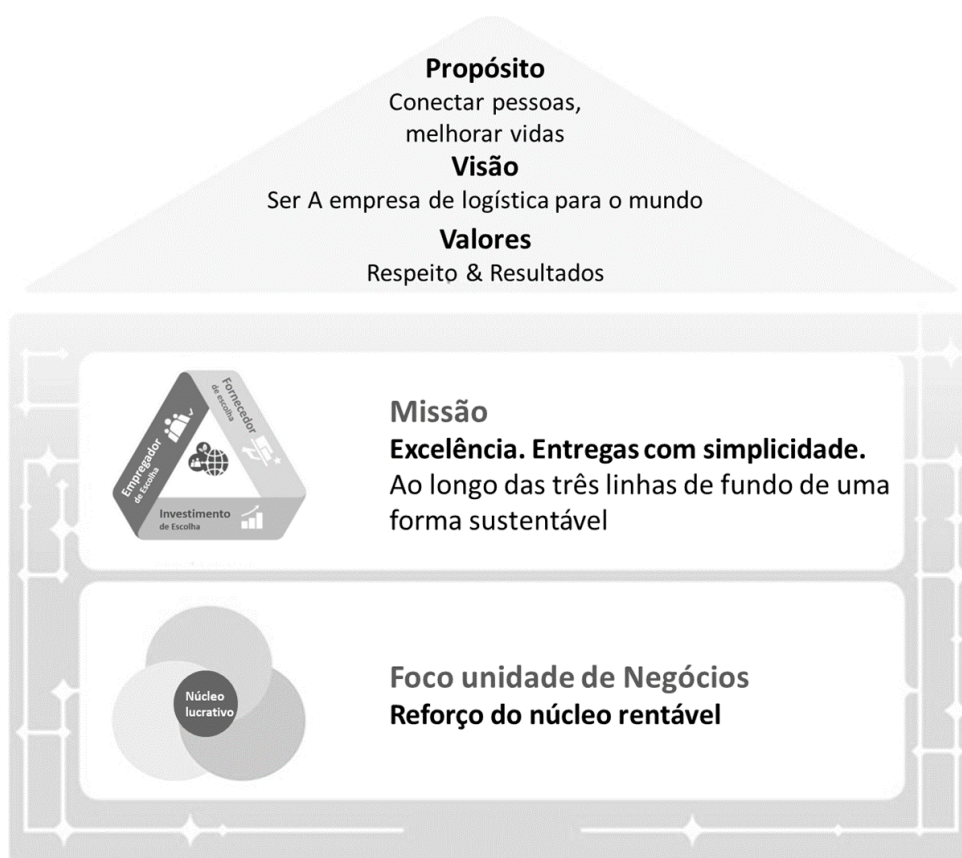 Propósito
Conectar pessoas,
melhorar vidas
Visão
Ser A empresa de logística para o mundo
Valores
Respeito & Resultados
Empregador
de Escolha
Fornecedor
de escolha
Investimento
de Escolha
Missão
Excelência. Entregas com simplicidade.
Ao longo das três linhas de fundo de uma
forma sustentável
Núcleo
lucrativo
Foco unidade de Negócios
Reforço do núcleo rentável